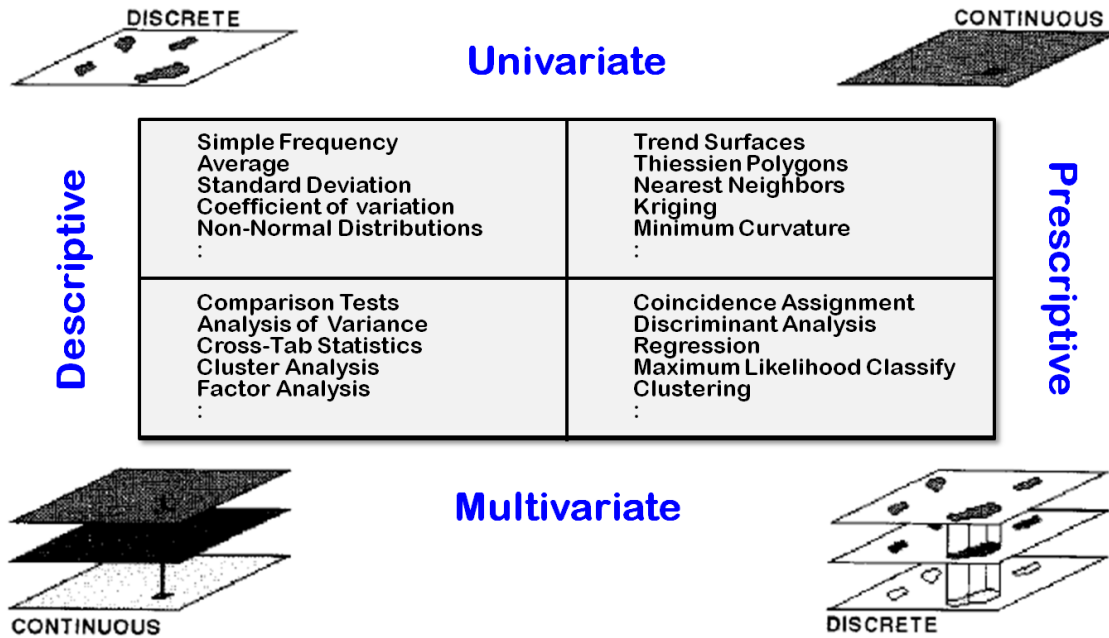 DISCRETE
CONTINUOUS
Univariate
Descriptive
Simple Frequency
Average
Standard Deviation
Coefficient of variation
Non-Normal Distributions
:
Trend Surfaces
Thiessien Polygons
Nearest Neighbors
Kriging
Minimum Curvature
:
Prescriptive
Comparison Tests
Analysis of Variance
Cross-Tab Statistics
Cluster Analysis
Factor Analysis
:
Coincidence Assignment
Discriminant Analysis
Regression
Maximum Likelihood Classify
Clustering
:
Multivariate
CONTINUOUS
DISCRETE